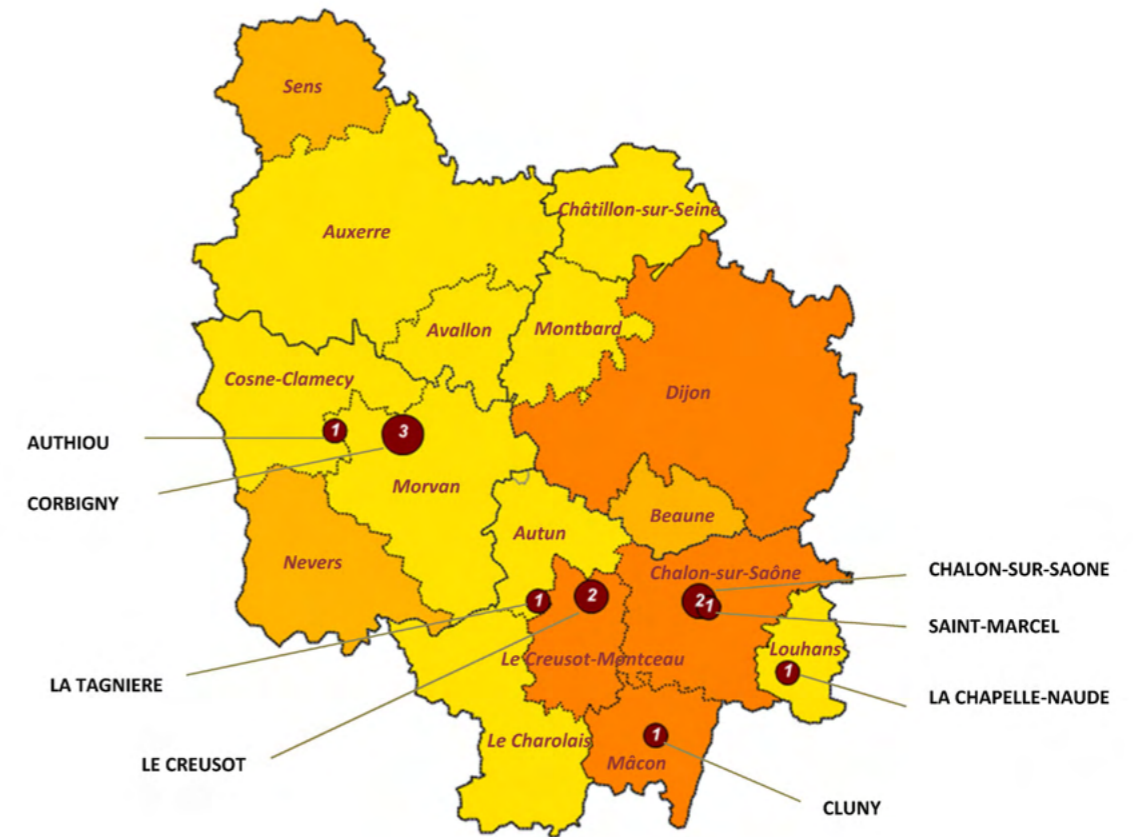 Sens
Châtillon-sur-Seine
Auxerre
Avallon
Montbard
Cosne-Clamecy
Dijon
AUTHIOU
1
3
CORBIGNY
Morvan
Beaune
Autun
Nevers
Chalon-sur-Saône
CHALON-SUR-SAONE
1
2
2
1
SAINT-MARCEL
Louhans
Le Creusot-Montceau
1
LA TAGNIERE
LA CHAPELLE-NAUDE
Le Charolais
1
LE CREUSOT
Mâcon
CLUNY